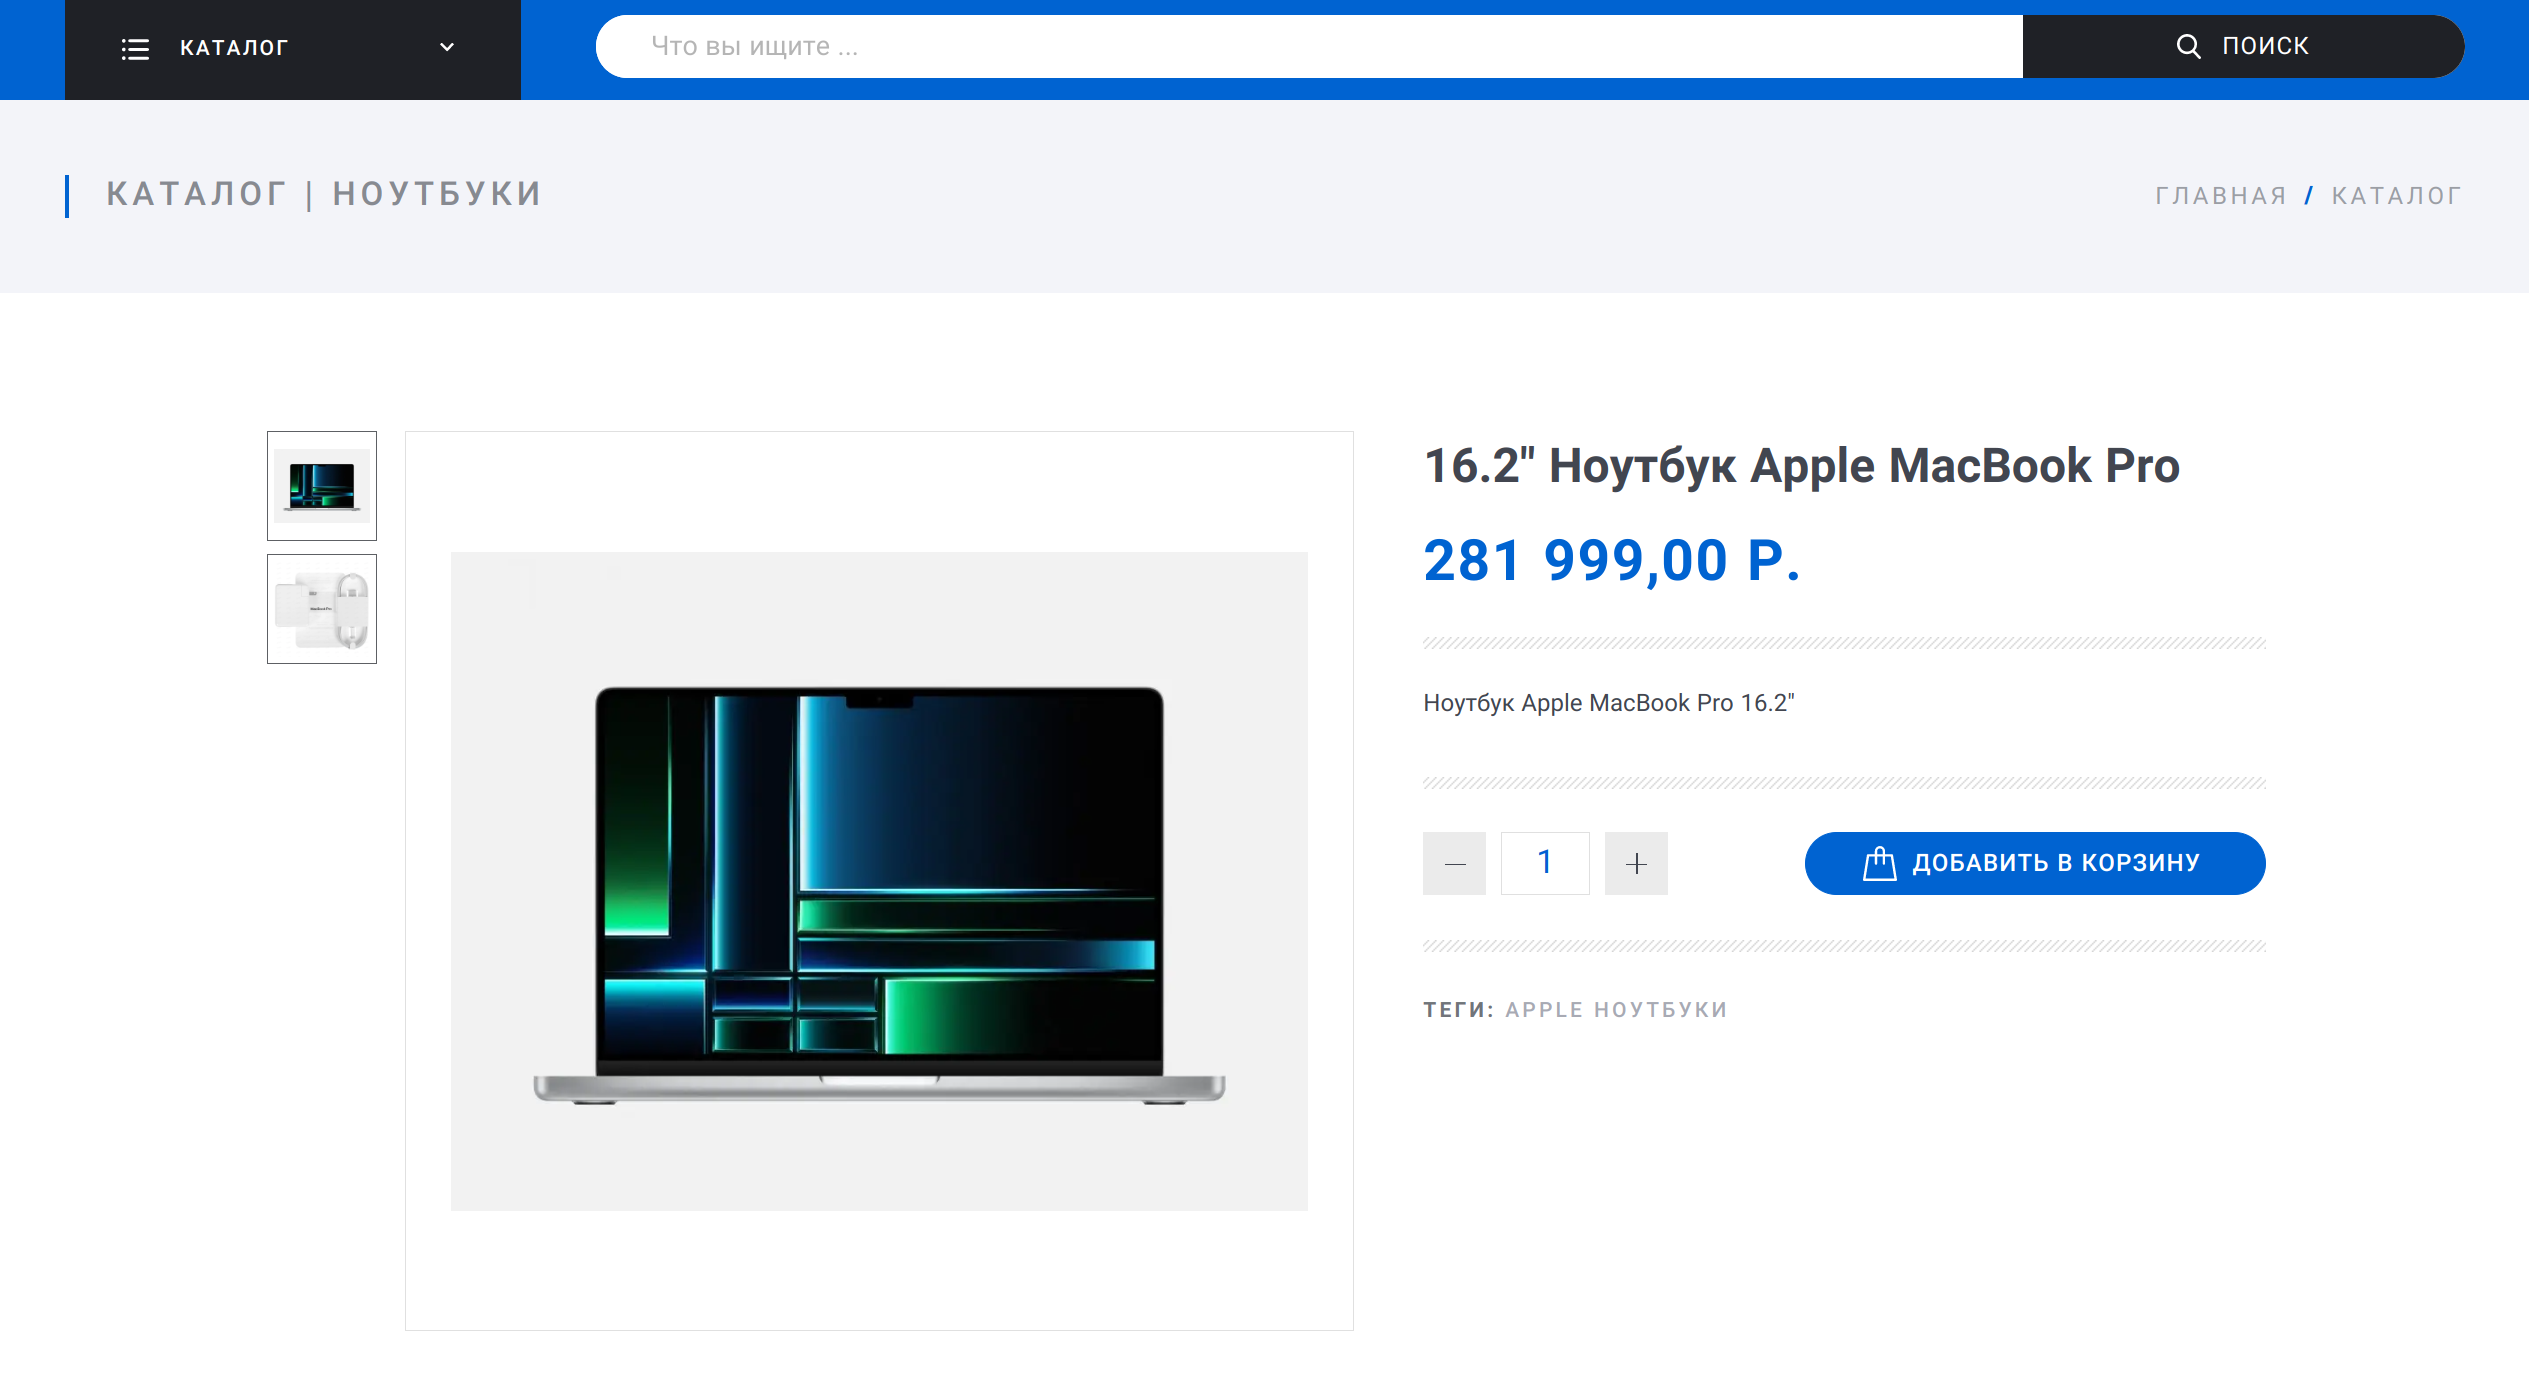 КАТАЛОГ
Что вы ищите ...
ПОИСК
КАТАЛОГ | НОУТБУКИ
ГЛАВНАЯ / КАТАЛОГ
16.2" Ноутбук Apple MacBook Pro
281 999,00 Р.
Ноутбук Apple MacBook Pro 16.2"
1
ДОБАВИТЬ В КОРЗИНУ
ТЕГИ: APPLE НОУТБУКИ